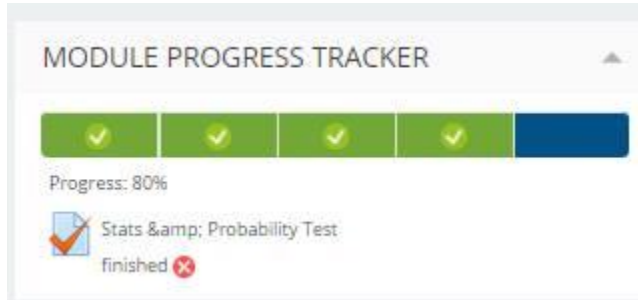 MODULE PROGRESS TRACKER
Progress: 80%
Stats &amp; Probability Test
finished